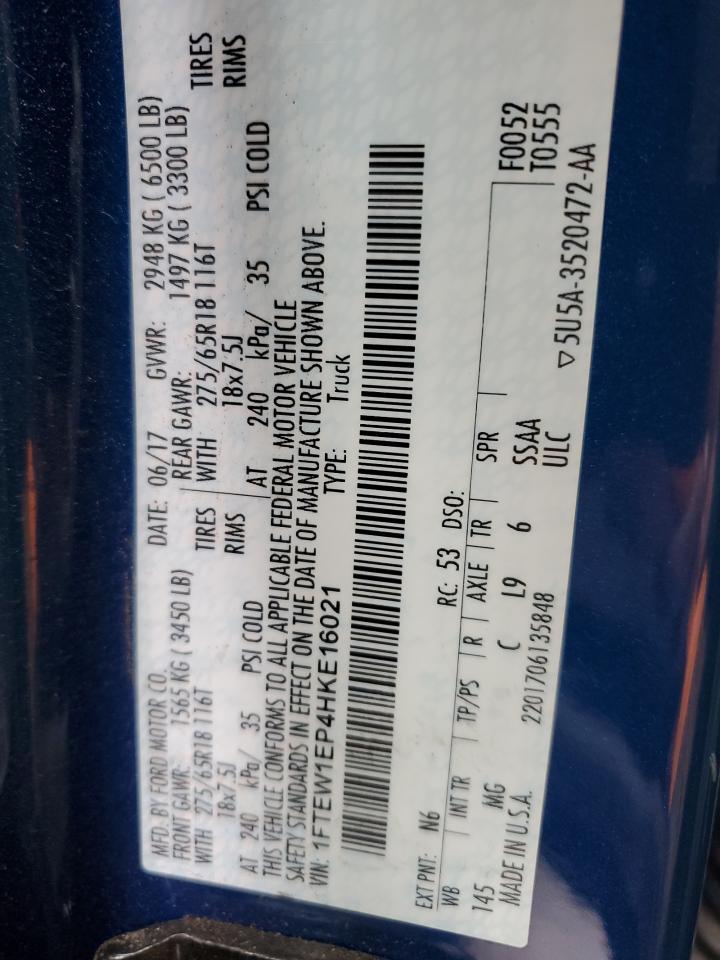 MFD. BY FORD MOTOR CO.
DATE: 06/17 GVWR: 2948 KG ( 6500 LB)
FRONT GAWR: 1565 KG ( 3450 LB) REAR GAWR: 1497 KG ( 3300 LB)
WITH 275/65R18 116T TIRES WITH 275/65R18 116T TIRES
18x7.5J RIMS 18x7.5J RIMS
AT 240 kPa/ 35 PSI COLD AT 240 kPa/ 35 PSI COLD
THIS VEHICLE CONFORMS TO ALL APPLICABLE FEDERAL MOTOR VEHICLE
SAFETY STANDARDS IN EFFECT ON THE DATE OF MANUFACTURE SHOWN ABOVE.
VIN: 1FTEW1EP4HKE16021 TYPE: Truck
EXT PNT: N6 RC: 53 DSO: F0052
T0555
WB INT TR TP/PS R AXLE TR SPR
145 MG C L9 6 SSAA
ULC
MADE IN U.S.A. 2201706135848
▽5U5A-3520472-AA